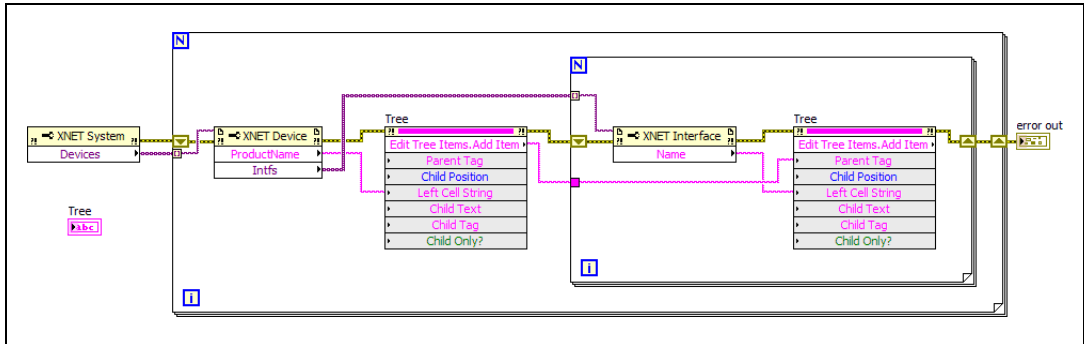 N
N
XNET System
Devices
XNET Device
ProductName
Intfs
Tree
Edit Tree Items.Add Item
Parent Tag
Child Position
Left Cell String
Child Text
Child Tag
Child Only?
XNET Interface
Name
Tree
Edit Tree Items.Add Item
Parent Tag
Child Position
Left Cell String
Child Text
Child Tag
Child Only?
error out
Tree
abc
i
i